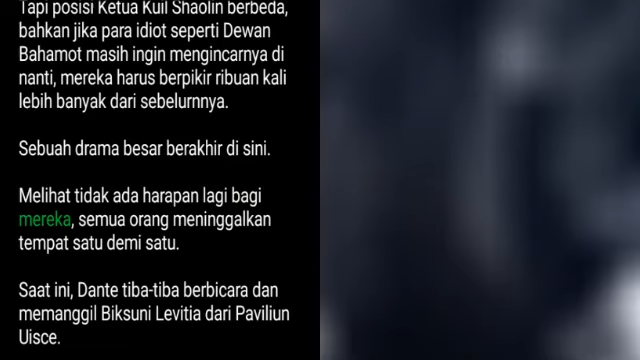 Tapi posisi Ketua Kuil Shaolin berbeda,
bahkan jika para idiot seperti Dewan
Bahamot masih ingin mengincarnya di
nanti, mereka harus berpikir ribuan kali
lebih banyak dari sebelurnnya.
Sebuah drama besar berakhir di sini.
Melihat tidak ada harapan lagi bagi
mereka, semua orang meninggalkan
tempat satu demi satu.
Saat ini, Dante tiba-tiba berbicara dan
memanggil Biksuni Levitia dari Paviliun
Uisce.